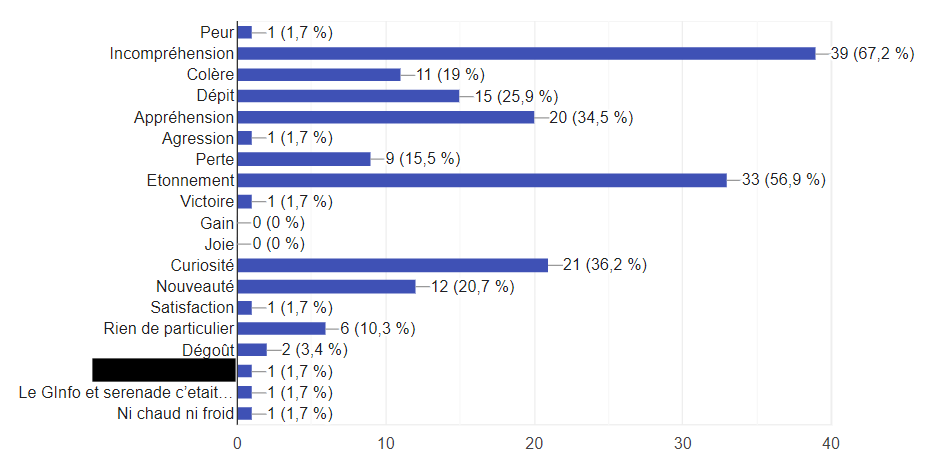 Peur 1 (1,7 %)
Incompréhension 39 (67,2 %)
Colère 11 (19 %)
Dépit 15 (25,9 %)
Appréhension 20 (34,5 %)
Agression 1 (1,7 %)
Perte 9 (15,5 %)
Etonnement 33 (56,9 %)
Victoire 1 (1,7 %)
Gain 0 (0 %)
Joie 0 (0 %)
Curiosité 21 (36,2 %)
Nouveauté 12 (20,7 %)
Satisfaction 1 (1,7 %)
Rien de particulier 6 (10,3 %)
Dégoût 2 (3,4 %)
1 (1,7 %)
Le GInfo et serenade c’etait… 1 (1,7 %)
Ni chaud ni froid 1 (1,7 %)
0 10 20 30 40